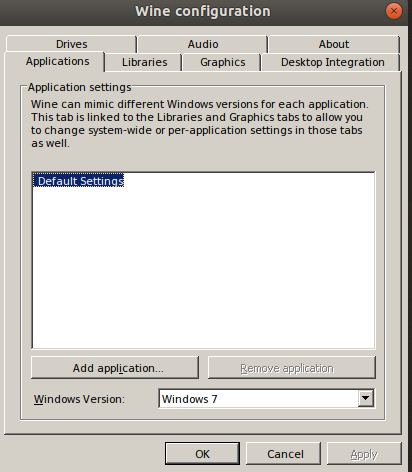 Wine configuration
Drives
Audio
About
Applications
Libraries
Graphics
Desktop Integration
Application settings
Wine can mimic different Windows versions for each application.
This tab is linked to the Libraries and Graphics tabs to allow you
to change system-wide or per-application settings in those tabs
as well.
Default Settings
Add application...
Remove application
Windows Version:
Windows 7
OK
Cancel
Apply